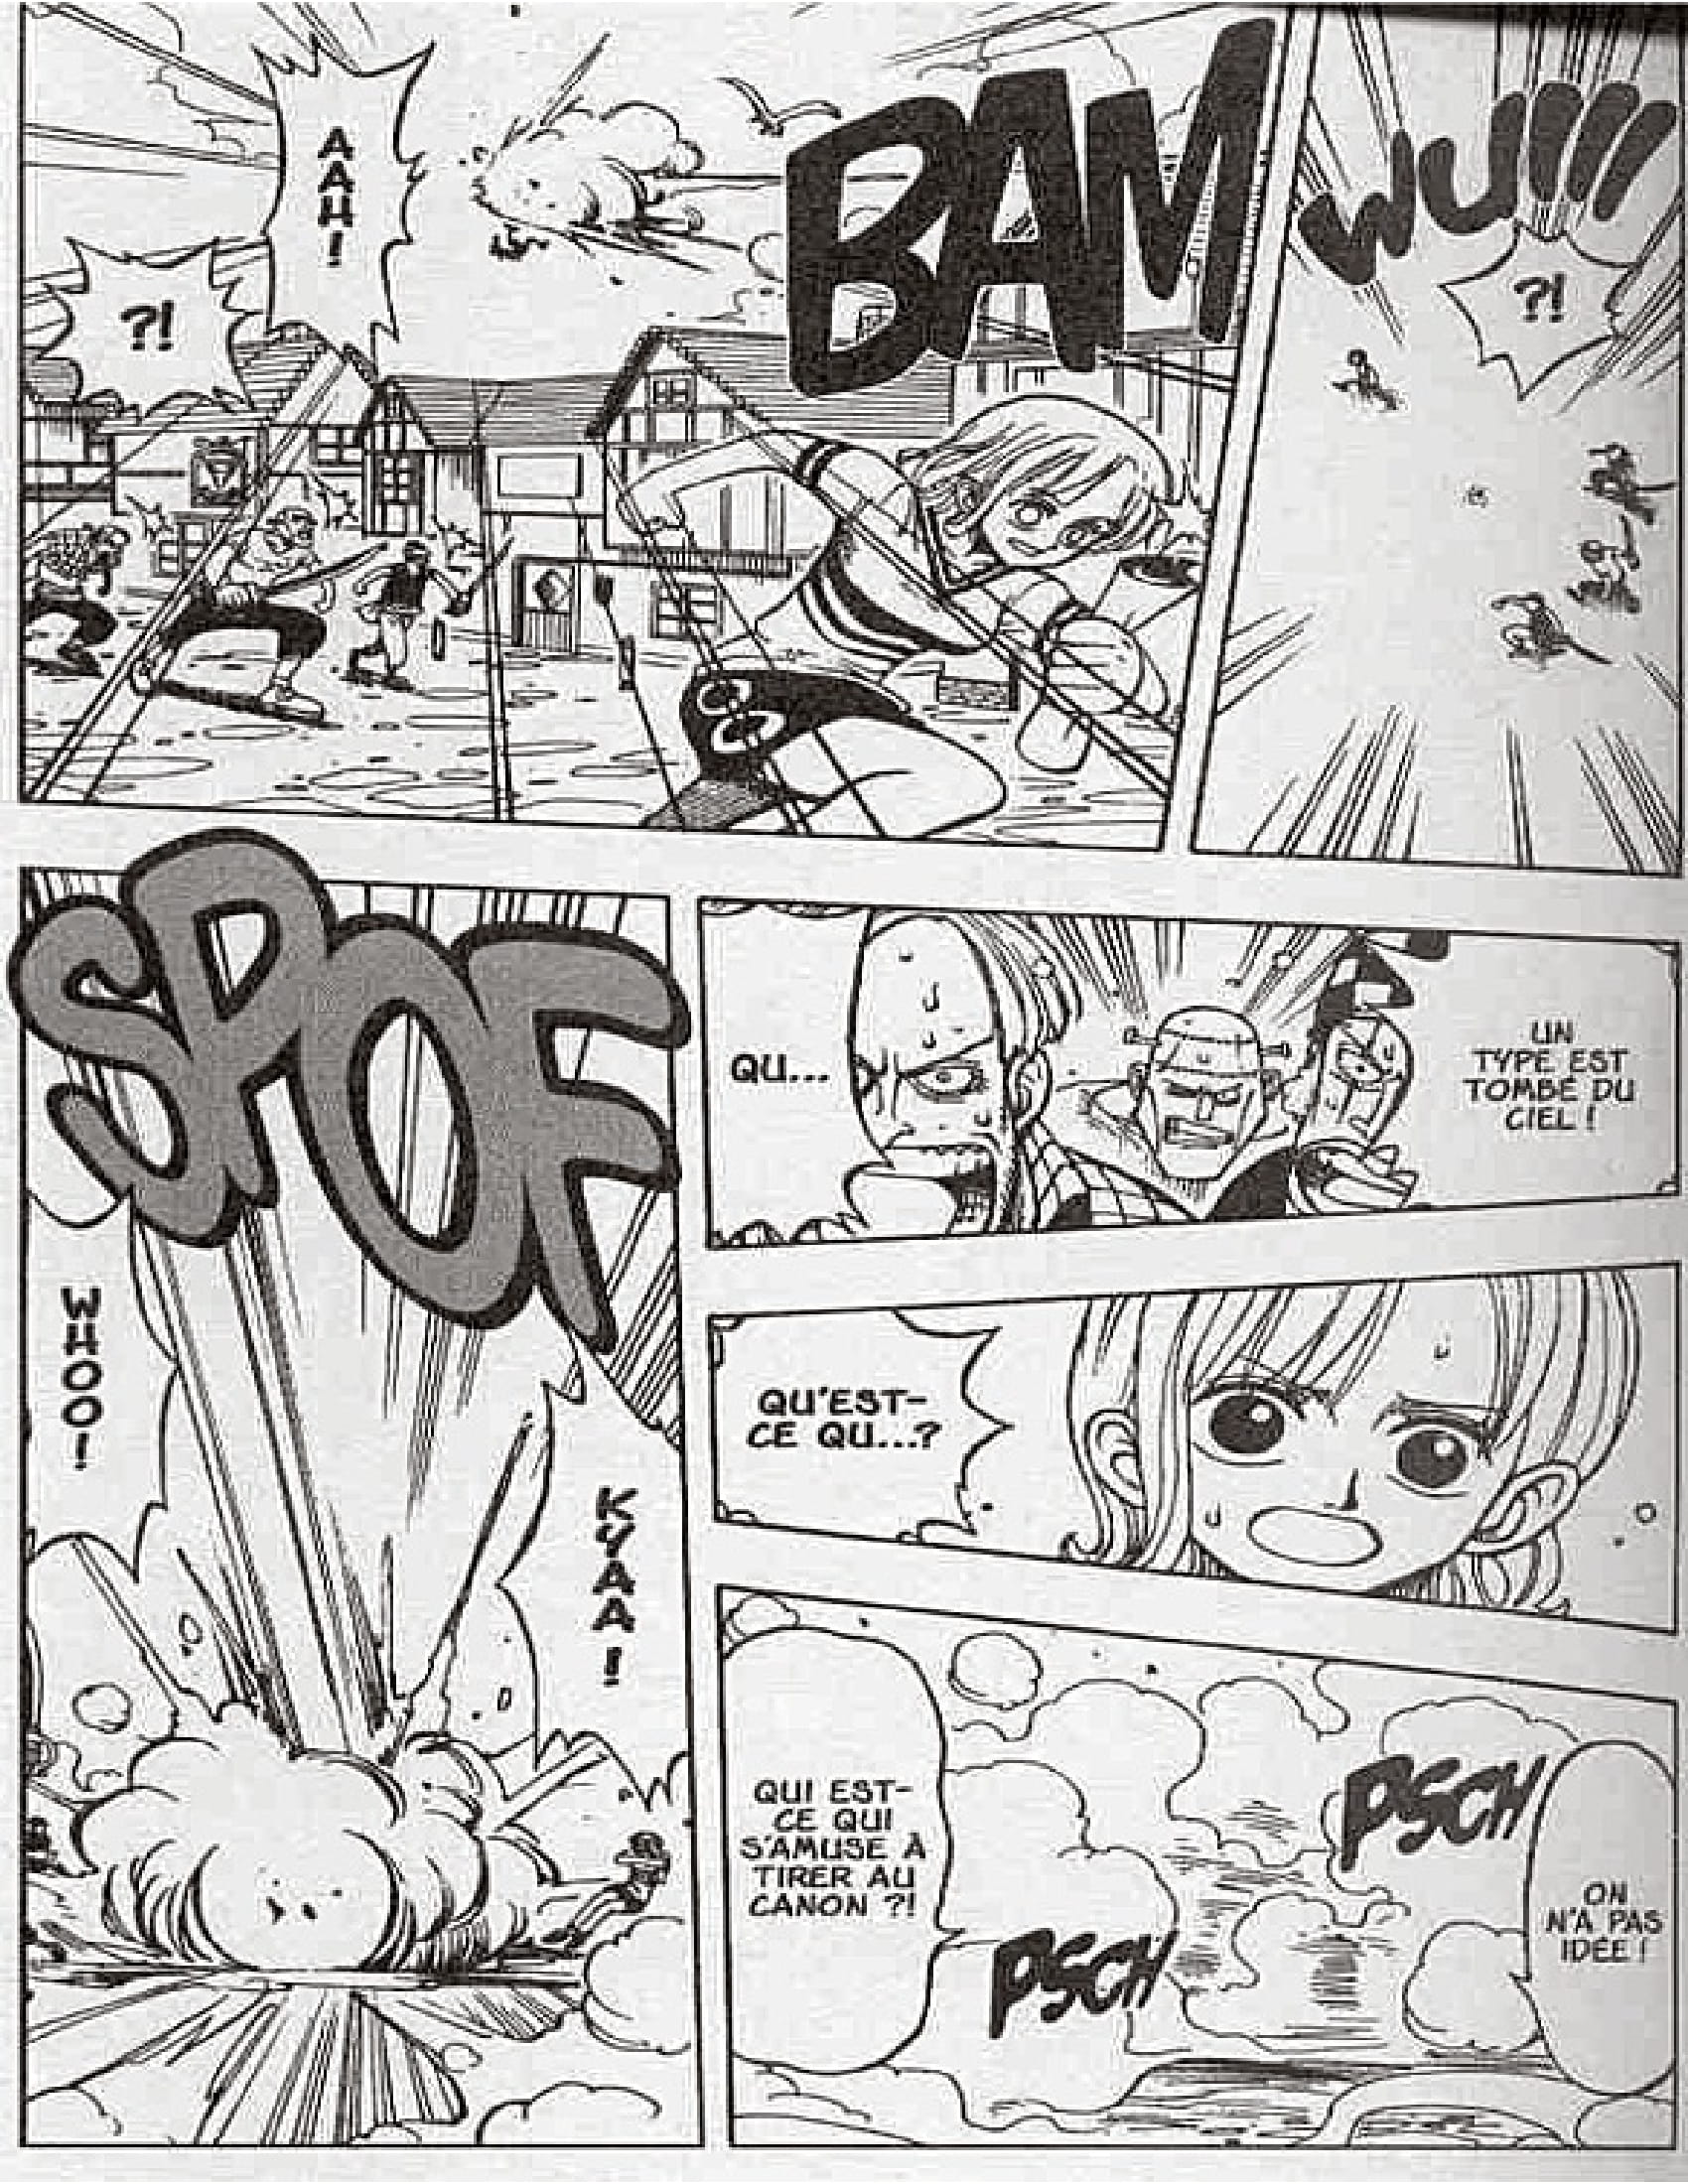 WU!!!
?!
BAM
AAH!
?!
UN
TYPE EST
TOMBÉ DU
CIEL !
QU...
QU'EST-
CE QU...?
ON
N'A PAS
IDÉE !
PSCH
PSCH
QUI EST-
CE QUI
S'AMUSE À
TIRER AU
CANON ?!
SPOF
KYAA!
WHOO!